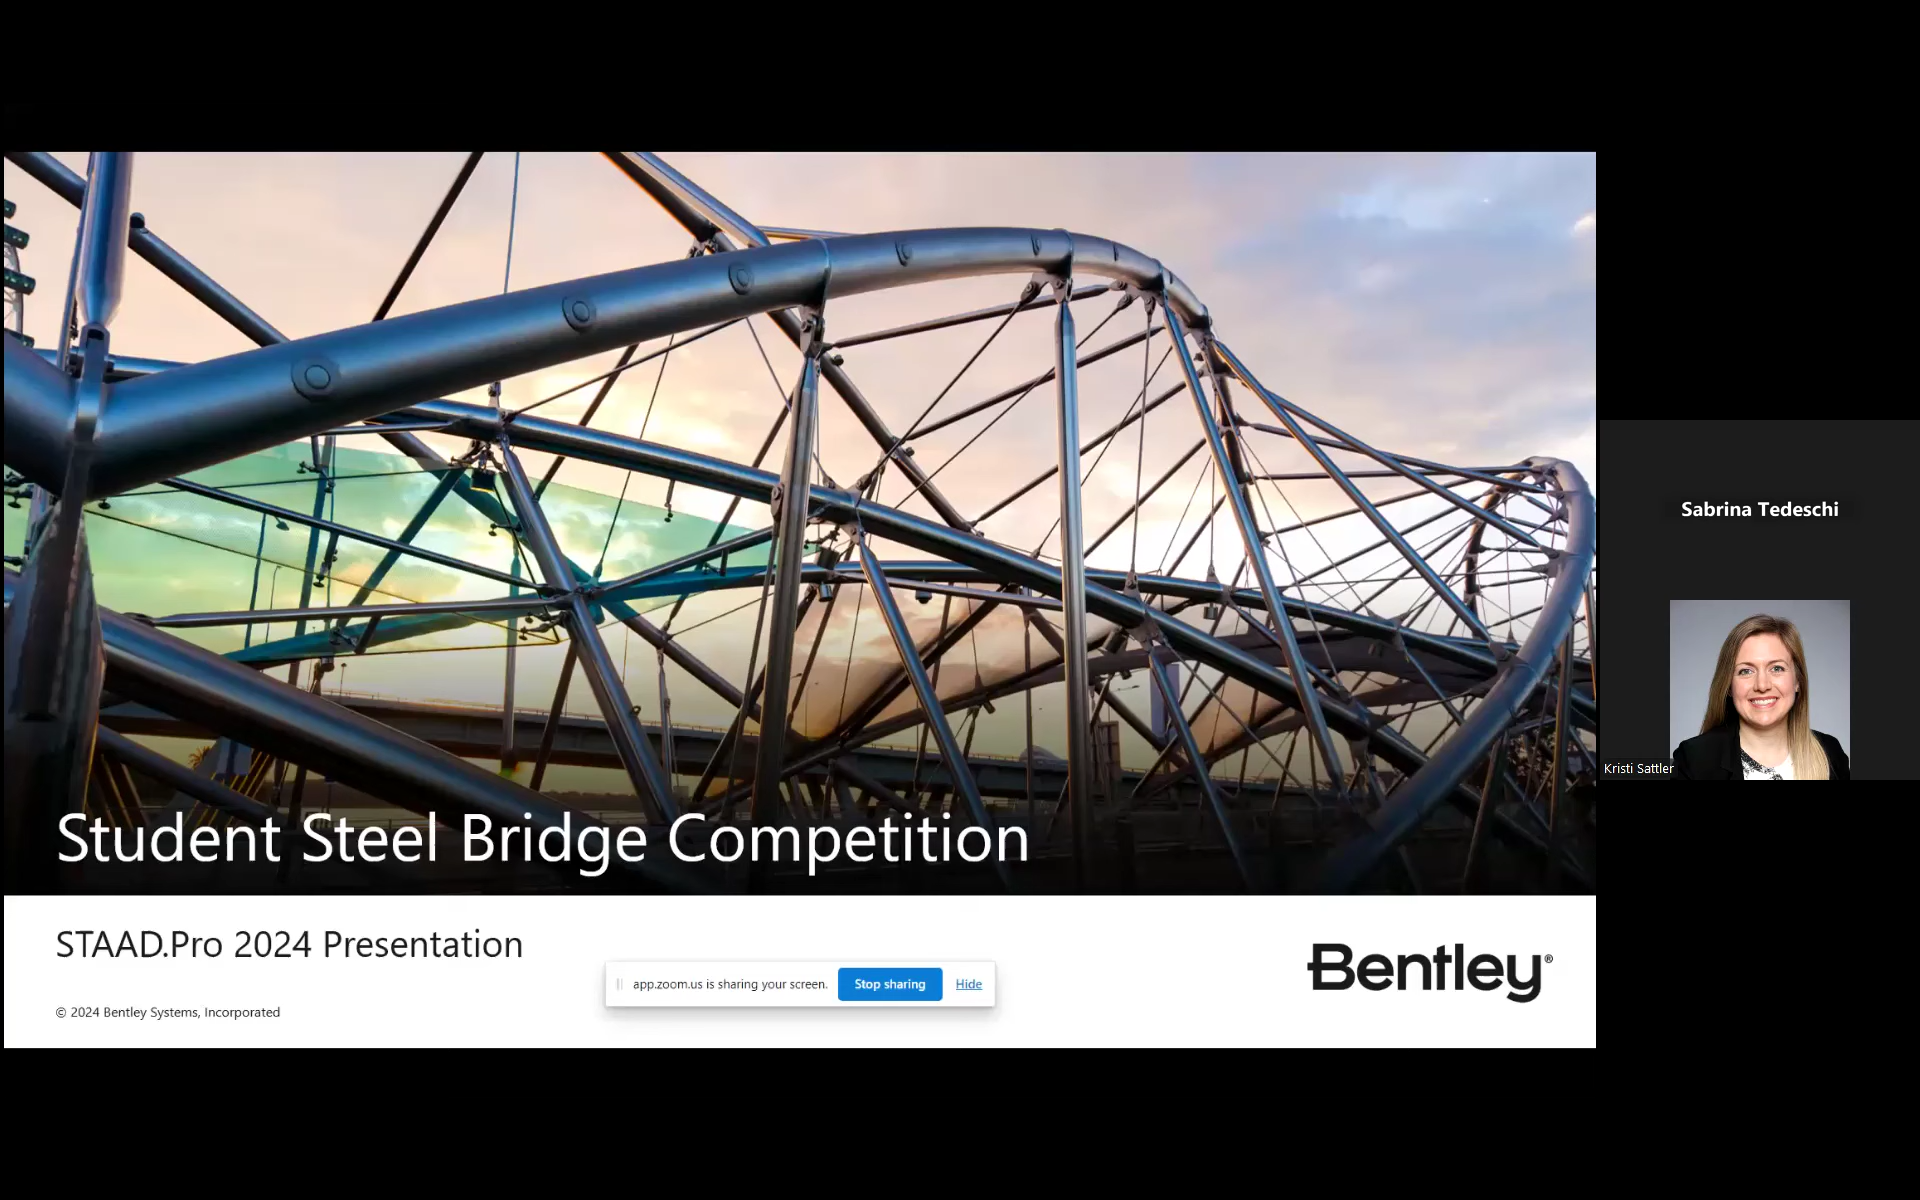 Student Steel Bridge Competition
STAAD.Pro 2024 Presentation
© 2024 Bentley Systems, Incorporated
app.zoom.us is sharing your screen.
Stop sharing
Hide
Bentley®
Sabrina Tedeschi
Kristi Sattler